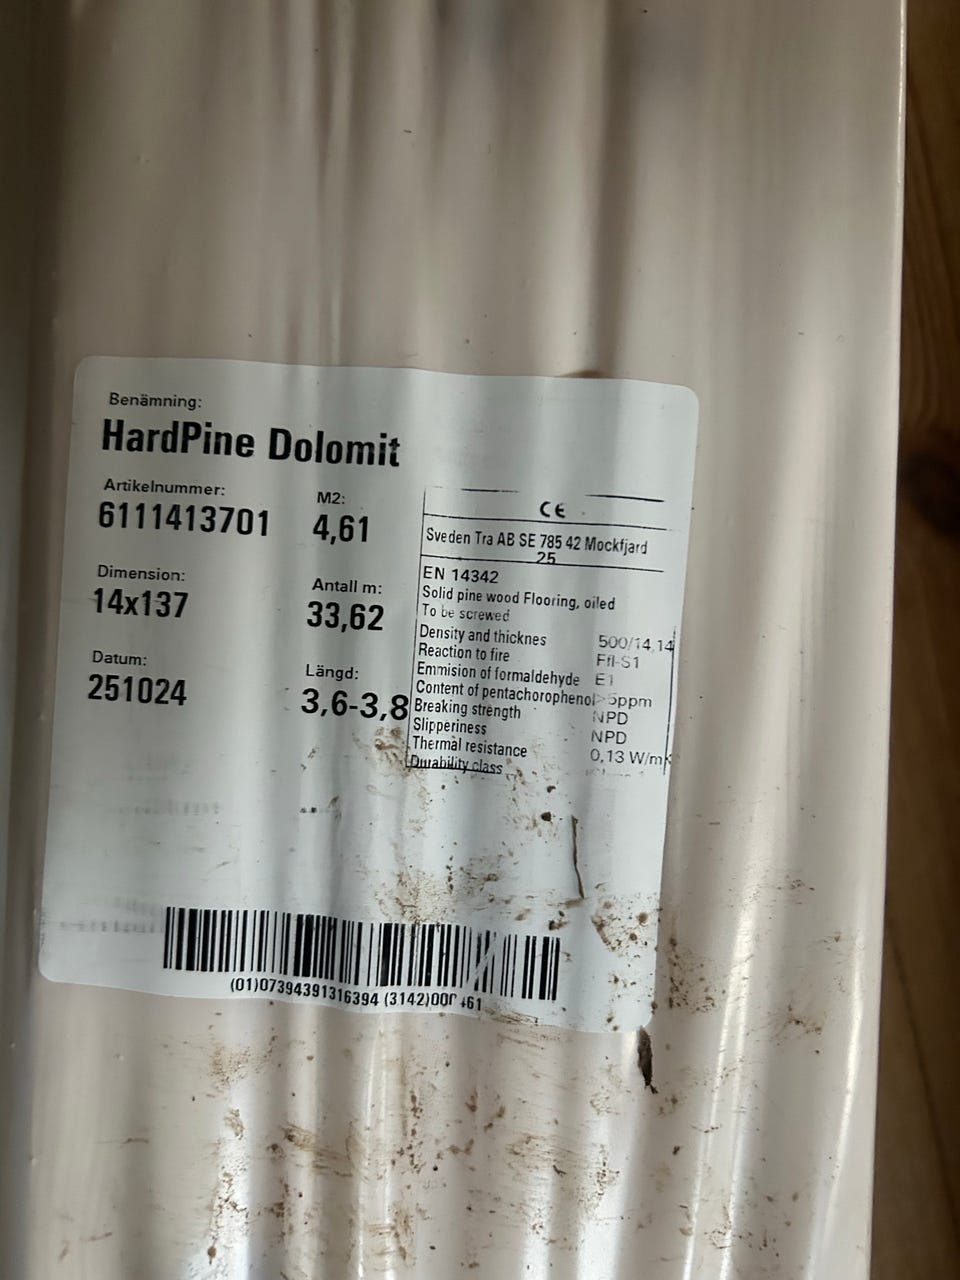 Benämning:
HardPine Dolomit
Artikelnummer:
6111413701
M2:
4,61
Dimension:
14x137
Antall m:
33,62
Datum:
251024
Längd:
3,6-3,8
CE
Sveden Tra AB SE 785 42 Mockfjard
25
EN 14342
Solid pine wood Flooring, oiled
To be screwed
Density and thicknes 500/14,14
Reaction to fire Ffl-S1
Emmision of formaldehyde E1
Content of pentachorophenol >5ppm
Breaking strength NPD
Slipperiness NPD
Thermal resistance 0,13 W/mk
Durability class
(01)07394391316394 (3142)